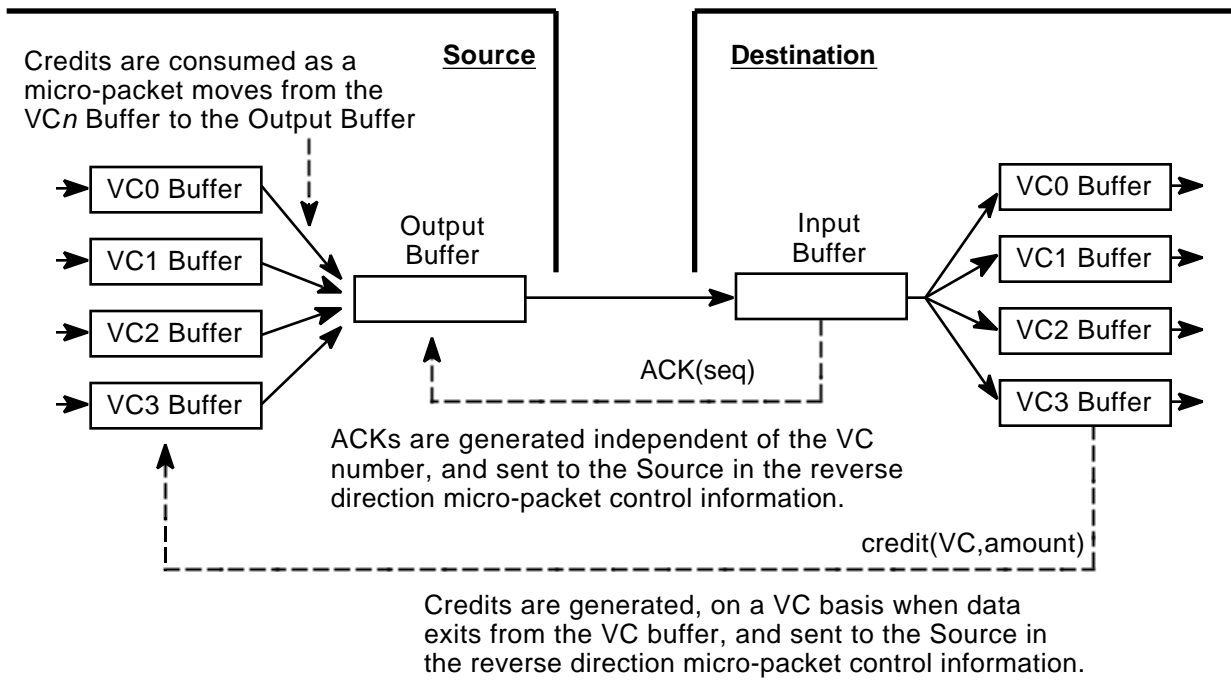 Source
Destination
Credits are consumed as a
micro-packet moves from the
VCn Buffer to the Output Buffer
VC0 Buffer
VC1 Buffer
VC2 Buffer
VC3 Buffer
Output
Buffer
Input
Buffer
VC0 Buffer
VC1 Buffer
VC2 Buffer
VC3 Buffer
ACK(seq)
ACKs are generated independent of the VC
number, and sent to the Source in the reverse
direction micro-packet control information.
credit(VC,amount)
Credits are generated, on a VC basis when data
exits from the VC buffer, and sent to the Source in
the reverse direction micro-packet control information.